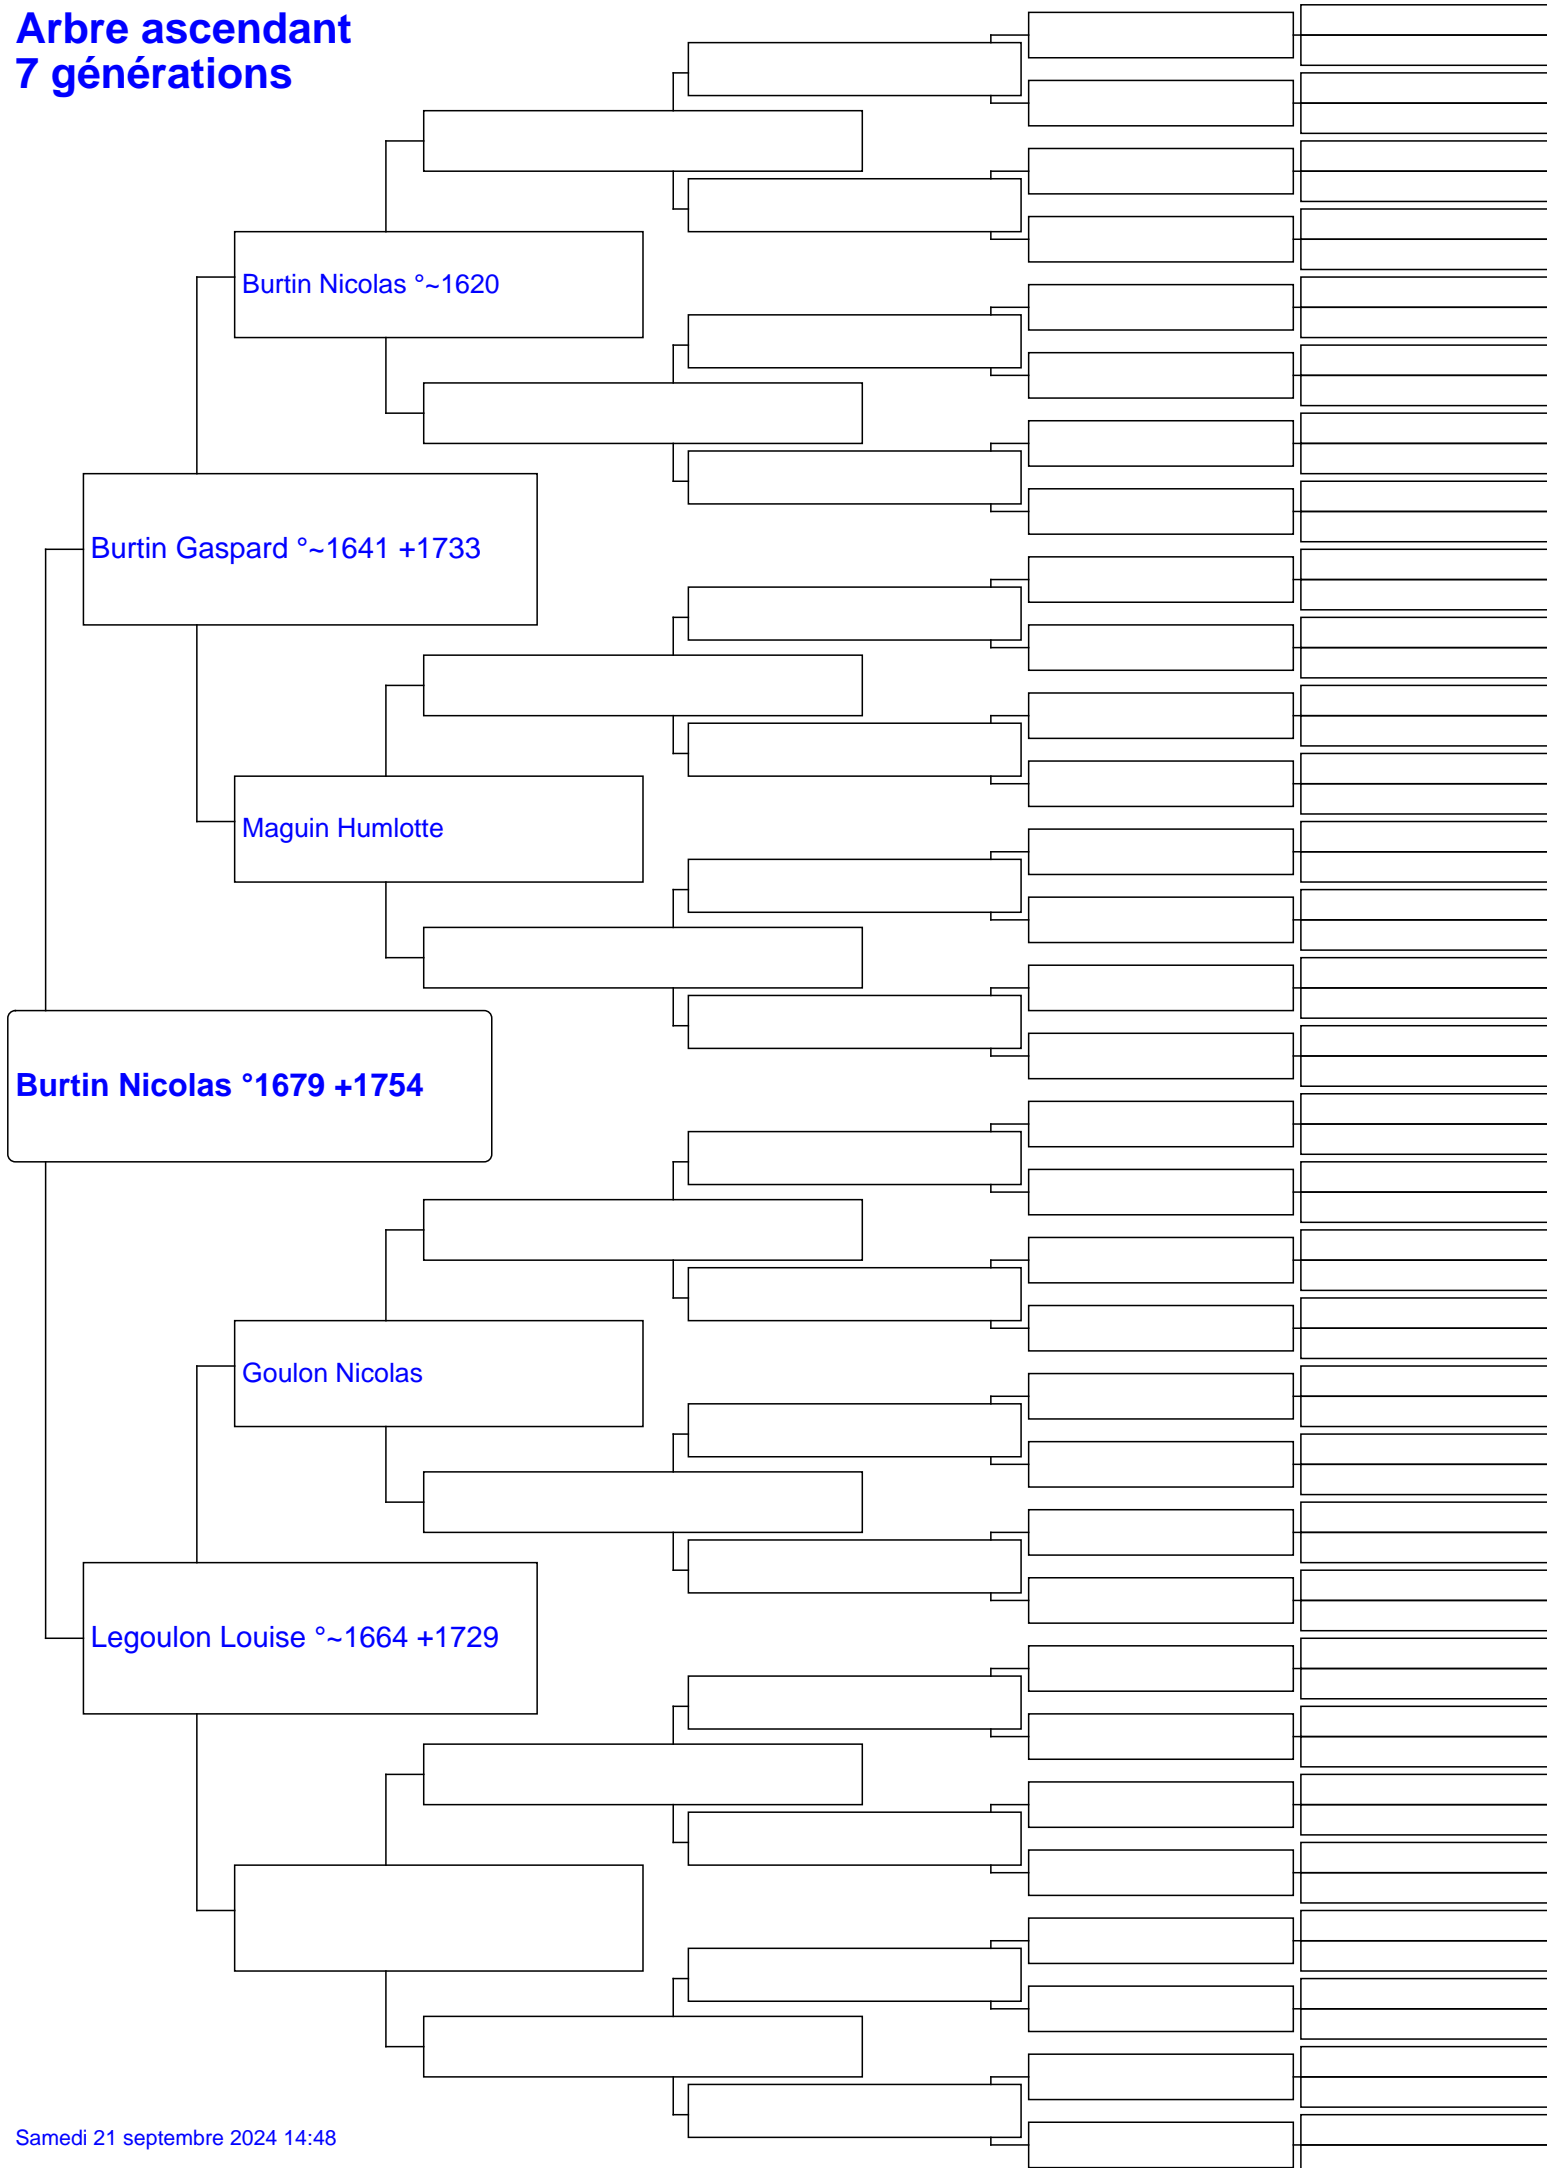 Arbre ascendant
7 générations
Burtin Nicolas °~1620
Burtin Gaspard °~1641 +1733
Maguin Humlotte
Burtin Nicolas °1679 +1754
Goulon Nicolas
Legoulon Louise °~1664 +1729
Samedi 21 septembre 2024 14:48